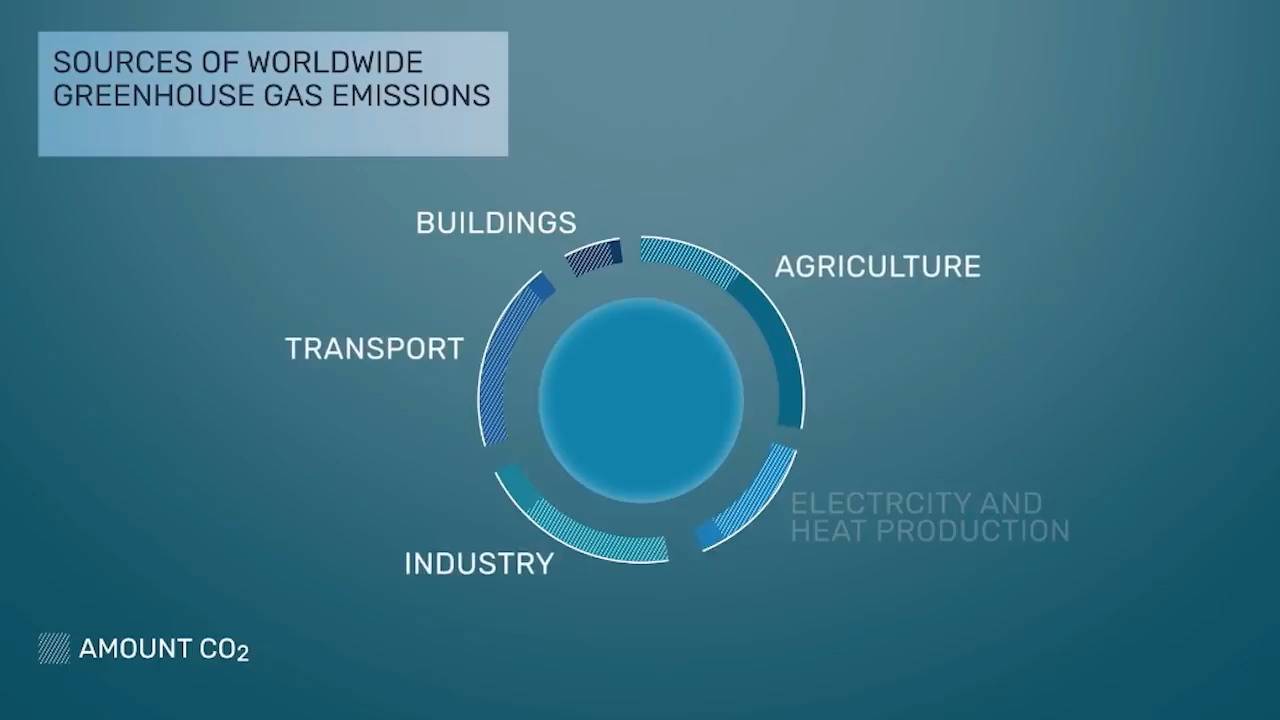 SOURCES OF WORLDWIDE
GREENHOUSE GAS EMISSIONS
BUILDINGS
AGRICULTURE
TRANSPORT
ELECTRCITY AND
HEAT PRODUCTION
INDUSTRY
AMOUNT CO₂